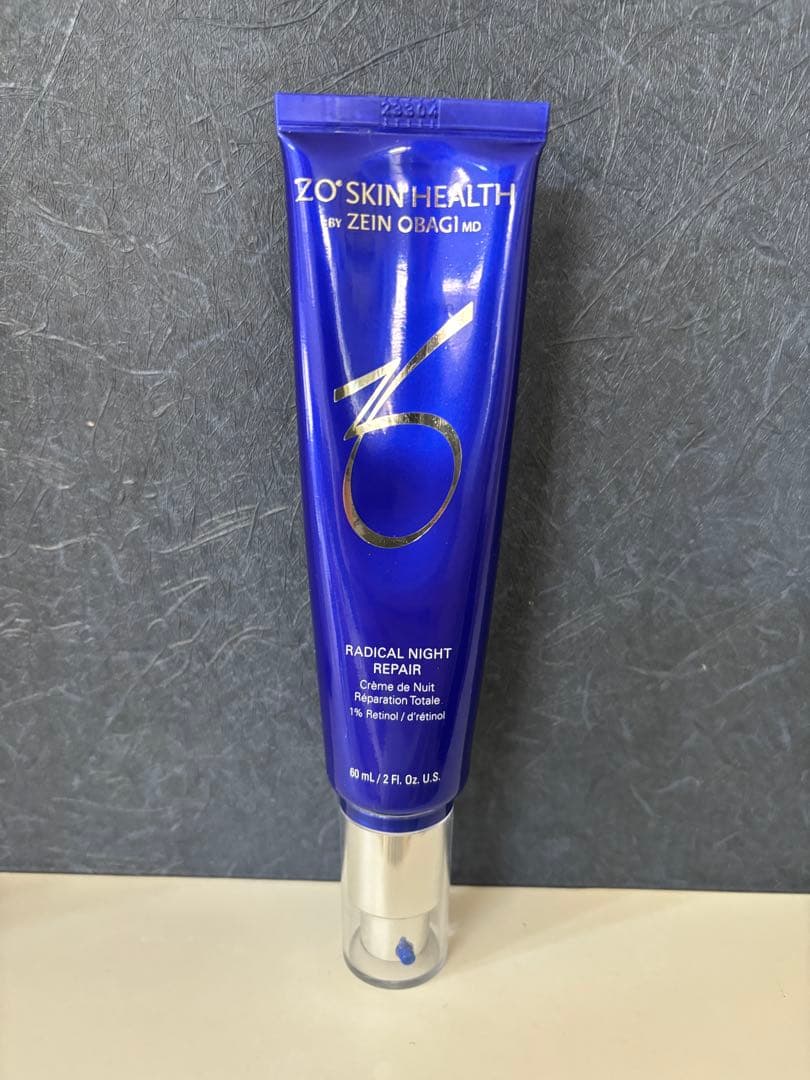 23304
ZO® SKIN HEALTH
BY ZEIN OBAGI MD
RADICAL NIGHT
REPAIR
Crème de Nuit
Réparation Totale
1% Retinol / d'rétinol
60 mL / 2 Fl. Oz. U.S.